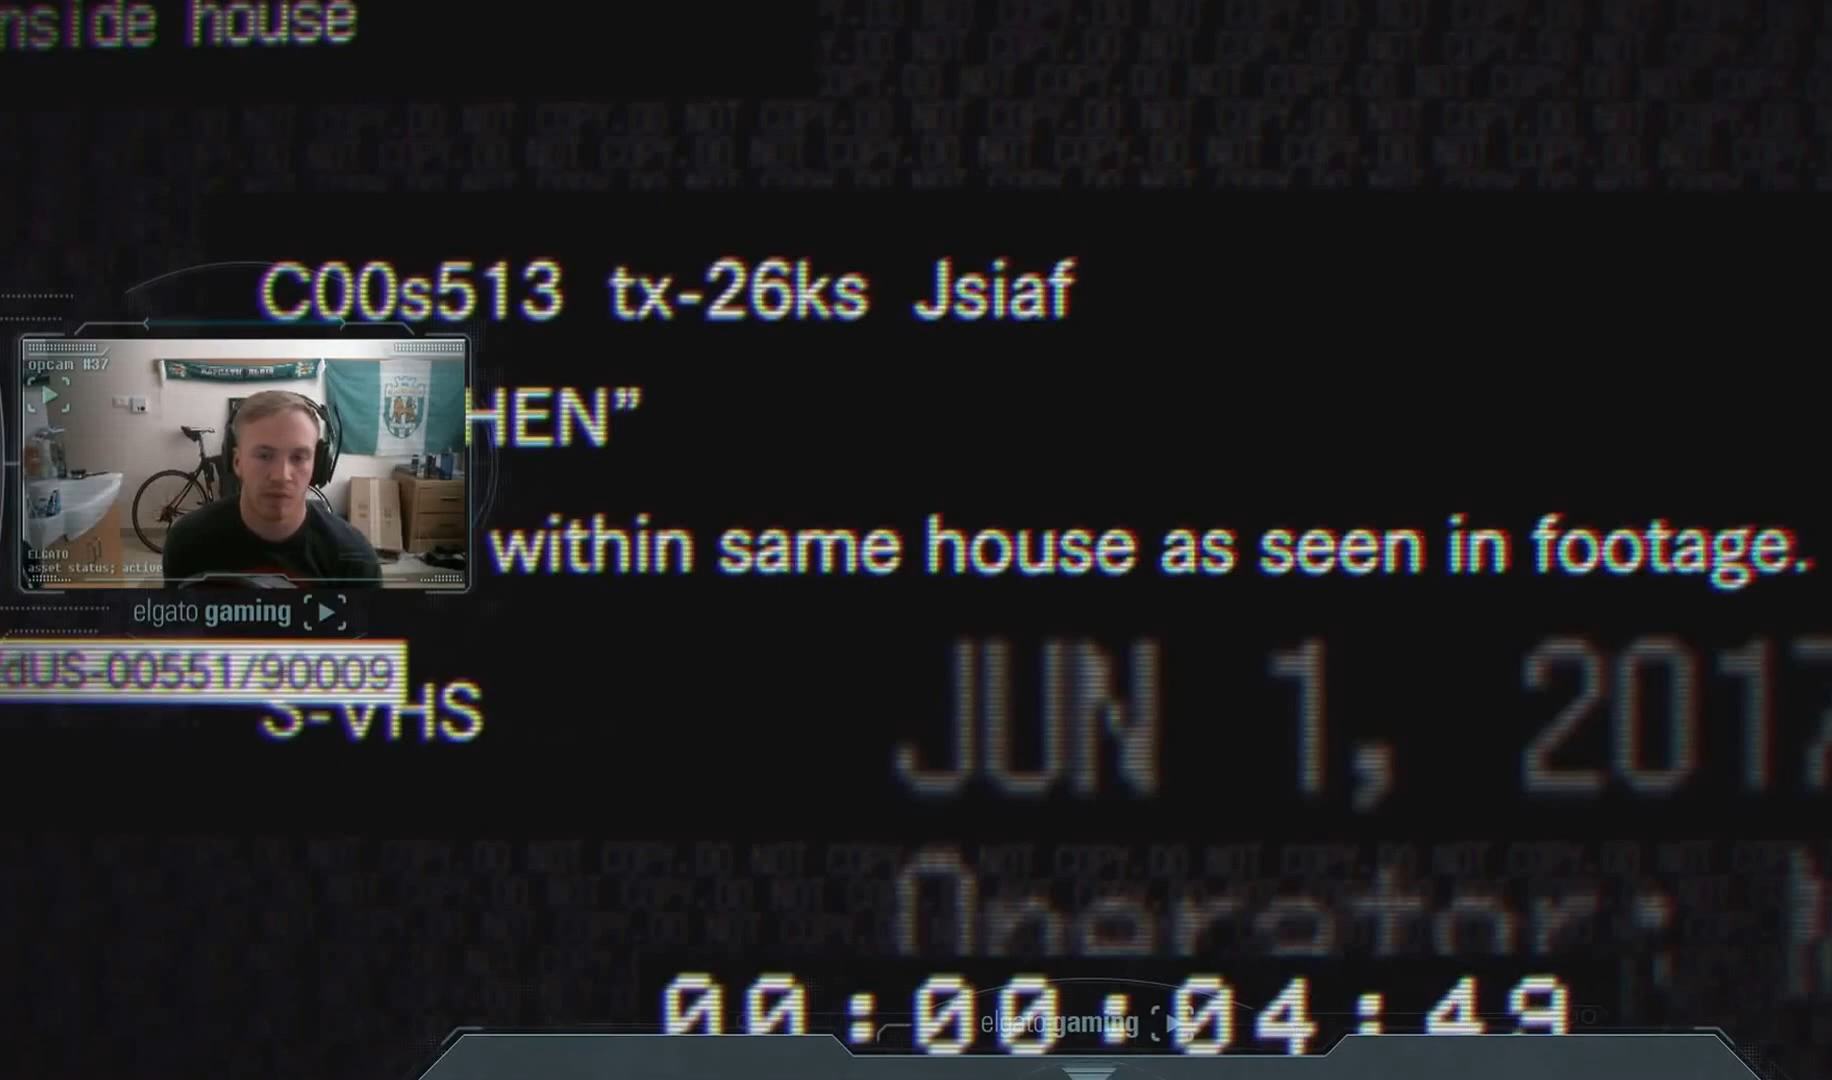 nside house
C00s513 tx-26ks Jsiaf
opcam #37
HEN”
within same house as seen in footage.
ELGATO
asset status; active
elgato gaming
dUS-00551/90009
S-VHS
JUN 1, 2017
Operator:
00:00:04:49
elgato gaming